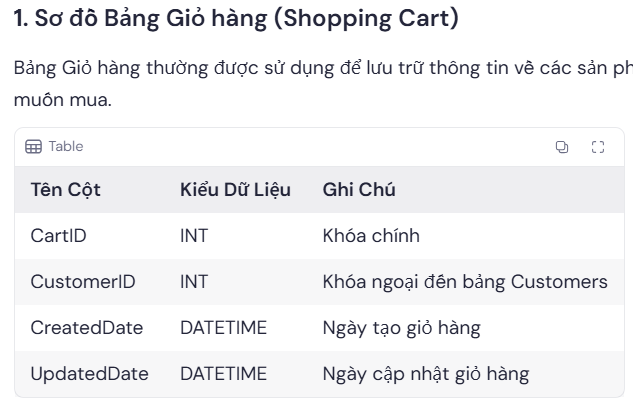 1. Sơ đồ Bảng Giỏ hàng (Shopping Cart)
Bảng Giỏ hàng thường được sử dụng để lưu trữ thông tin về các sản
muốn mua.
Table
Tên Cột Kiểu Dữ Liệu Ghi Chú
CartID INT Khóa chính
CustomerID INT Khóa ngoại đến bảng Customers
CreatedDate DATETIME Ngày tạo giỏ hàng
UpdatedDate DATETIME Ngày cập nhật giỏ hàng